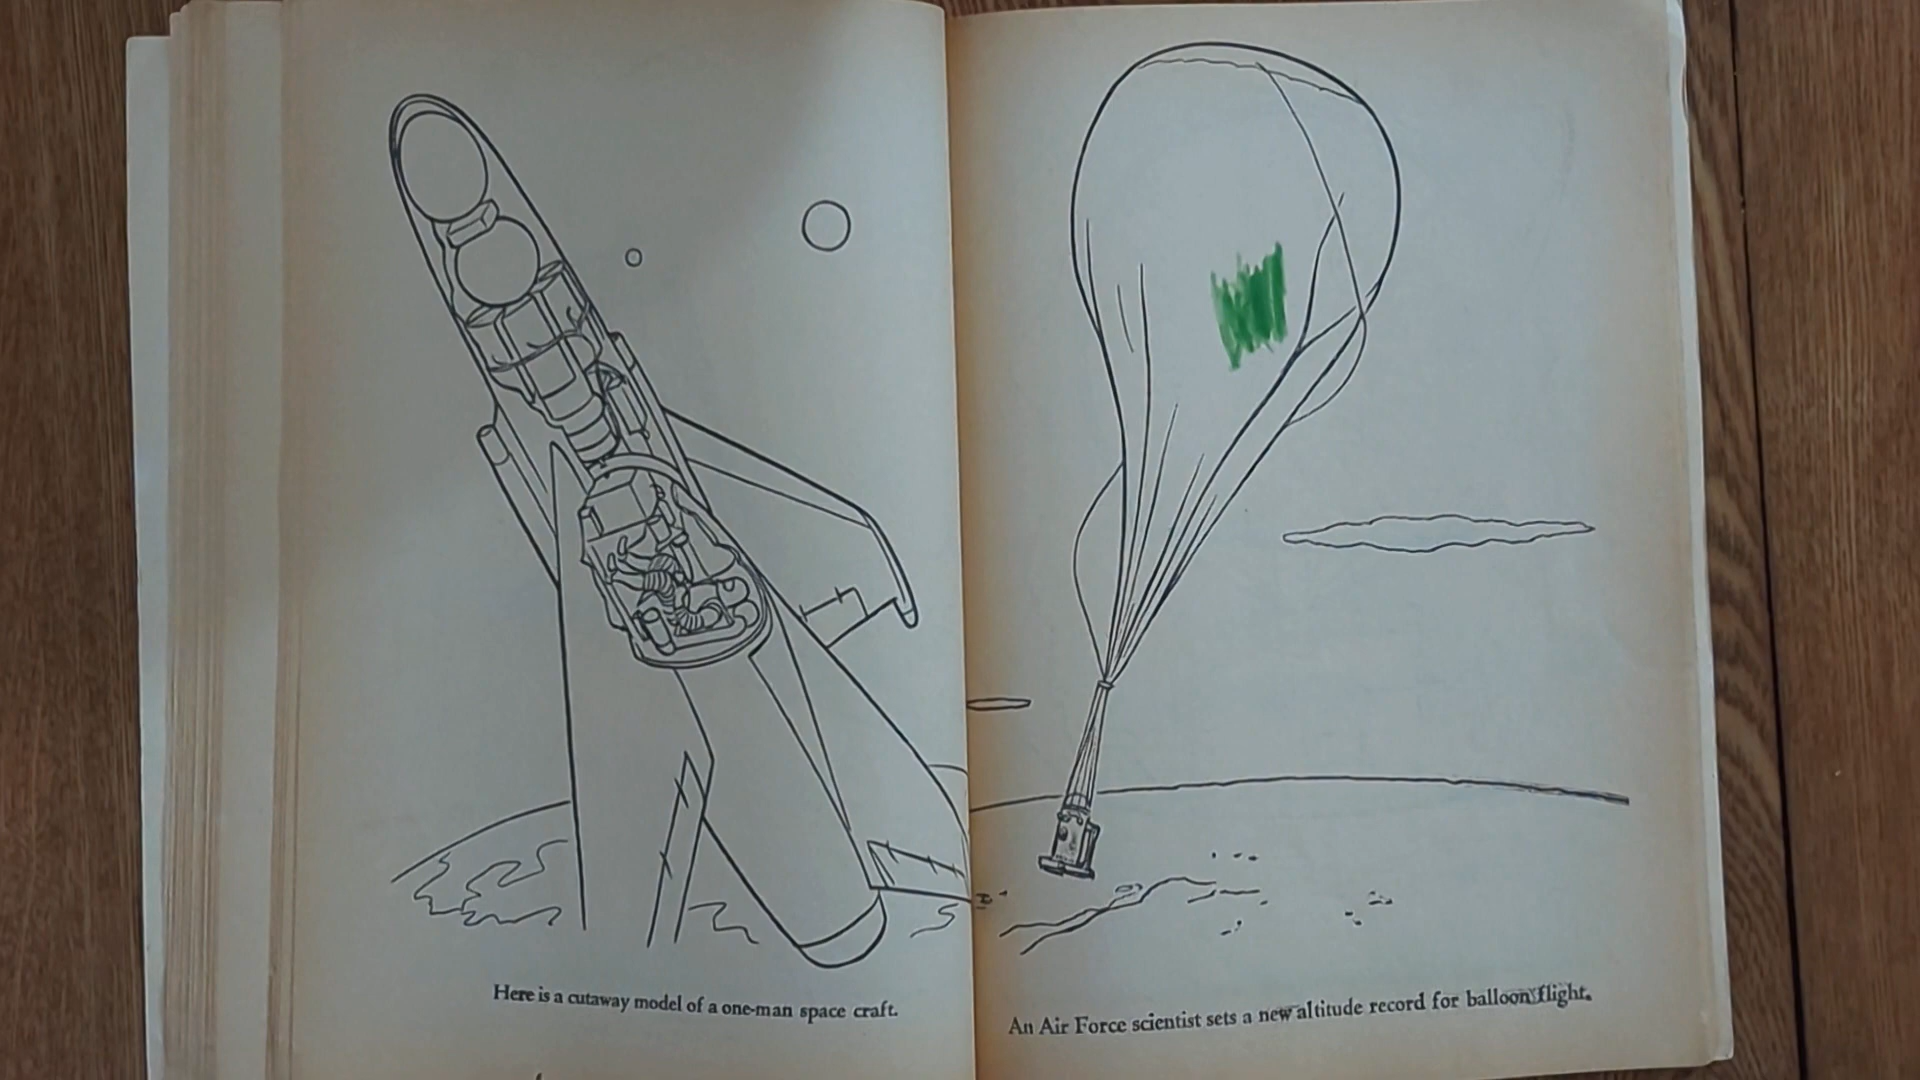 Here is a cutaway model of a one-man space craft.
An Air Force scientist sets a new altitude record for balloon flight.